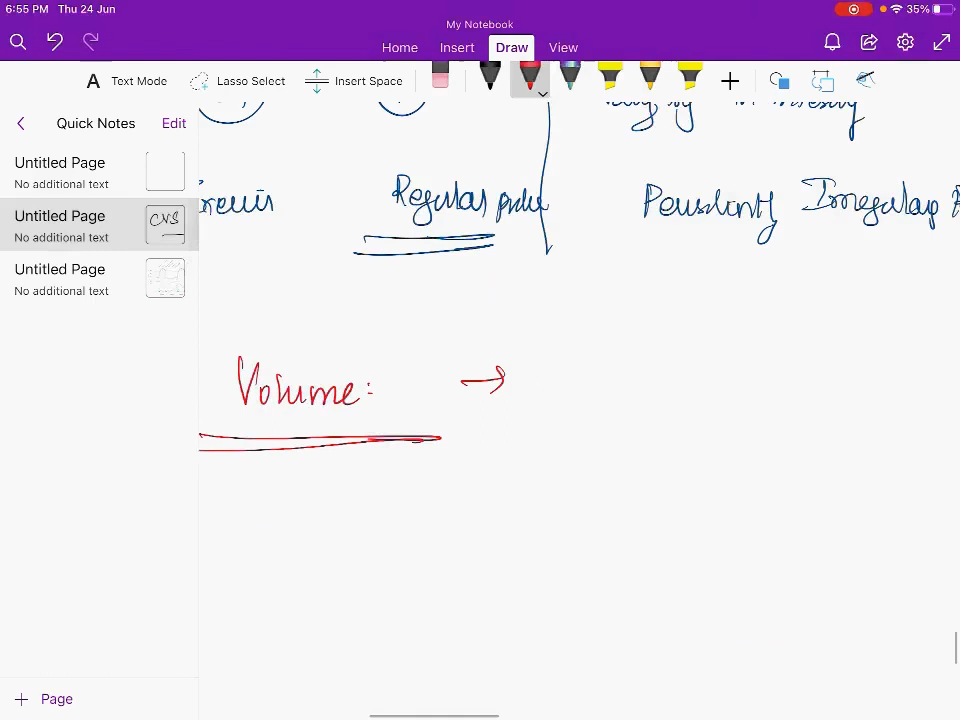 6:55 PM Thu 24 Jun 35%
My Notebook
Home Insert Draw View
A Text Mode Lasso Select Insert Space
Quick Notes Edit
Untitled Page
No additional text
Untitled Page
No additional text
CNS
Untitled Page
No additional text
Regular pulse
Irregular
Volume: →
+ Page